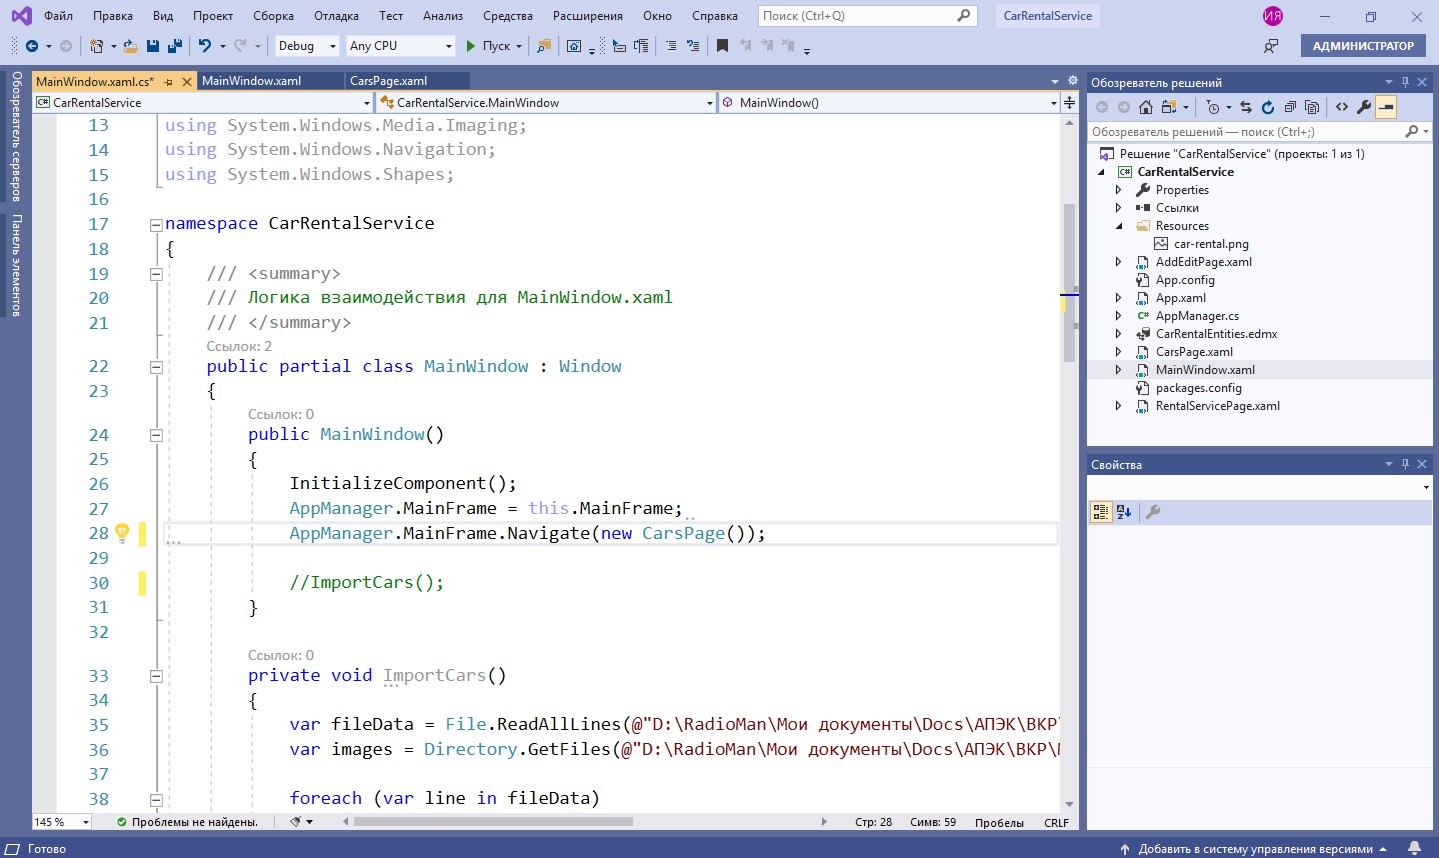 Файл Правка Вид Проект Сборка Отладка Тест Анализ Средства Расширения Окно Справка Поиск (Ctrl+Q) CarRentalService ИЯ
Debug Any CPU Пуск АДМИНИСТРАТОР
Обозреватель серверов
Панель элементов
MainWindow.xaml.cs* MainWindow.xaml CarsPage.xaml
CarRentalService CarRentalService.MainWindow MainWindow()
13 using System.Windows.Media.Imaging;
14 using System.Windows.Navigation;
15 using System.Windows.Shapes;
16
17 namespace CarRentalService
18 {
19 /// <summary>
20 /// Логика взаимодействия для MainWindow.xaml
21 /// </summary>
Ссылок: 2
22 public partial class MainWindow : Window
23 {
Ссылок: 0
24 public MainWindow()
25 {
26 InitializeComponent();
27 AppManager.MainFrame = this.MainFrame;
28 AppManager.MainFrame.Navigate(new CarsPage());
29
30 //ImportCars();
31 }
32
Ссылок: 0
33 private void ImportCars()
34 {
35 var fileData = File.ReadAllLines(@"D:\RadioMan\Мои документы\Docs\АПЭК\ВКР\
36 var images = Directory.GetFiles(@"D:\RadioMan\Мои документы\Docs\АПЭК\ВКР\
37
38 foreach (var line in fileData)
145 % Проблемы не найдены. Стр: 28 Симв: 59 Пробелы CRLF
Обозреватель решений
Обозреватель решений — поиск (Ctrl+;)
Решение "CarRentalService" (проекты: 1 из 1)
CarRentalService
Properties
Ссылки
Resources
car-rental.png
AddEditPage.xaml
App.config
App.xaml
AppManager.cs
CarRentalEntities.edmx
CarsPage.xaml
MainWindow.xaml
packages.config
RentalServicePage.xaml
Свойства
Готово Добавить в систему управления версиями